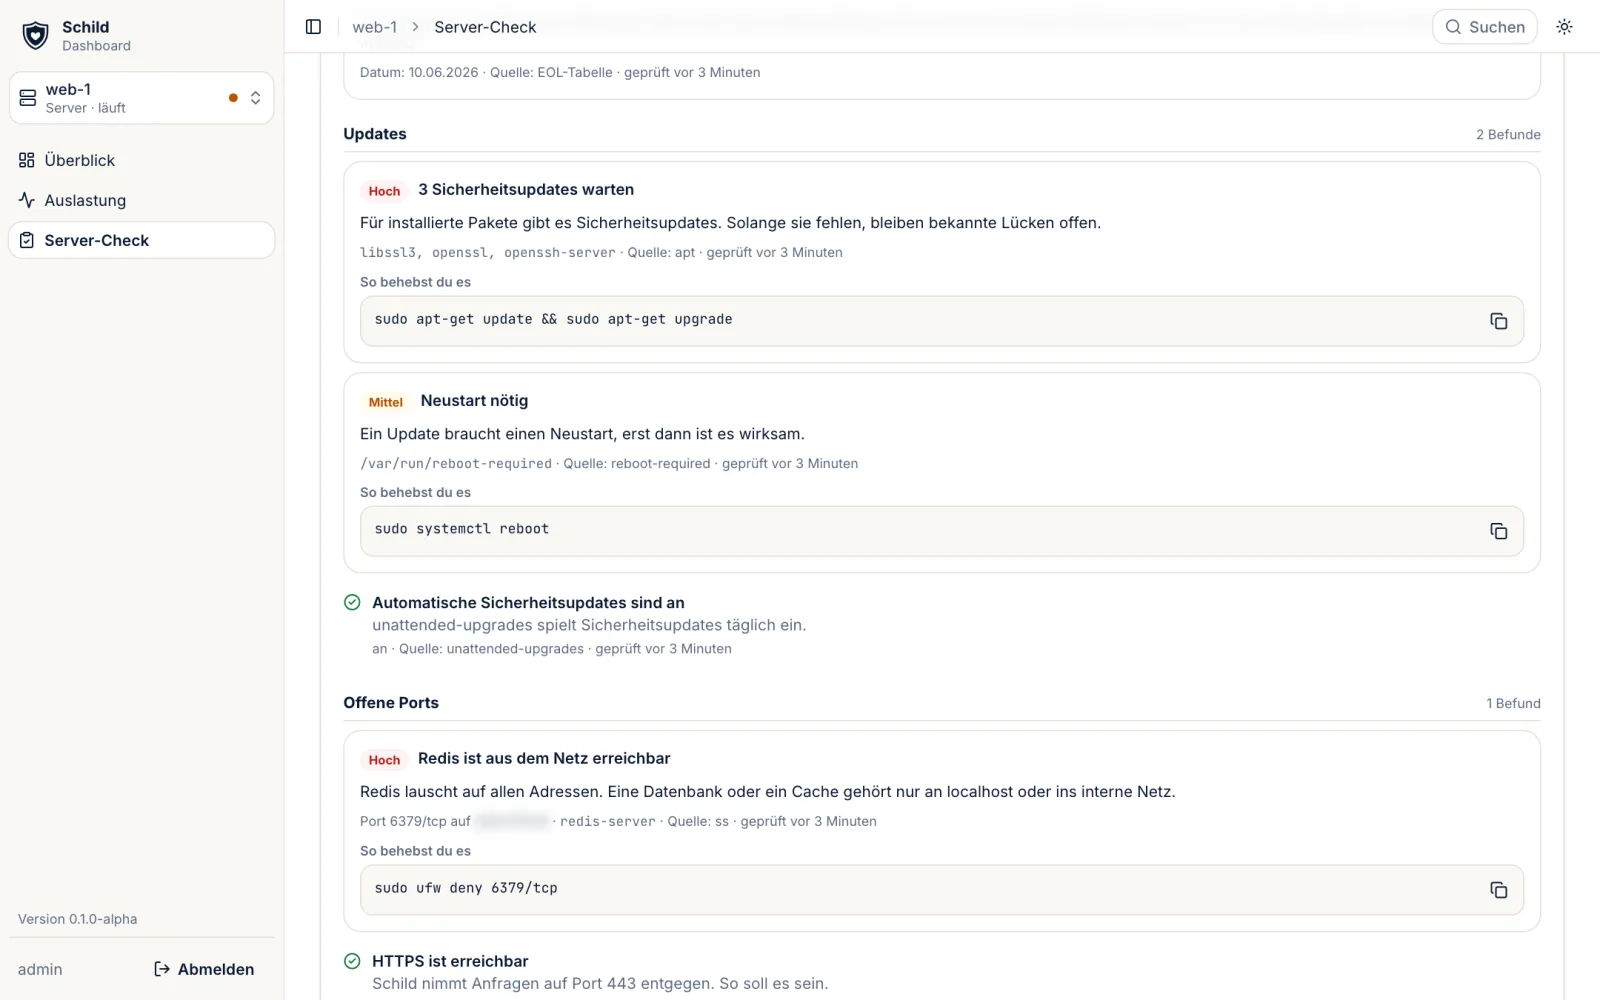 Schild
Dashboard
web-1
Server · läuft
Überblick
Auslastung
Server-Check
Version 0.1.0-alpha
admin
Abmelden
web-1 > Server-Check
Suchen
Datum: 10.06.2026 · Quelle: EOL-Tabelle · geprüft vor 3 Minuten
Updates
2 Befunde
Hoch 3 Sicherheitsupdates warten
Für installierte Pakete gibt es Sicherheitsupdates. Solange sie fehlen, bleiben bekannte Lücken offen.
libssl3, openssl, openssh-server · Quelle: apt · geprüft vor 3 Minuten
So behebst du es
sudo apt-get update && sudo apt-get upgrade
Mittel Neustart nötig
Ein Update braucht einen Neustart, erst dann ist es wirksam.
/var/run/reboot-required · Quelle: reboot-required · geprüft vor 3 Minuten
So behebst du es
sudo systemctl reboot
Automatische Sicherheitsupdates sind an
unattended-upgrades spielt Sicherheitsupdates täglich ein.
an · Quelle: unattended-upgrades · geprüft vor 3 Minuten
Offene Ports
1 Befund
Hoch Redis ist aus dem Netz erreichbar
Redis lauscht auf allen Adressen. Eine Datenbank oder ein Cache gehört nur an localhost oder ins interne Netz.
Port 6379/tcp auf · redis-server · Quelle: ss · geprüft vor 3 Minuten
So behebst du es
sudo ufw deny 6379/tcp
HTTPS ist erreichbar
Schild nimmt Anfragen auf Port 443 entgegen. So soll es sein.